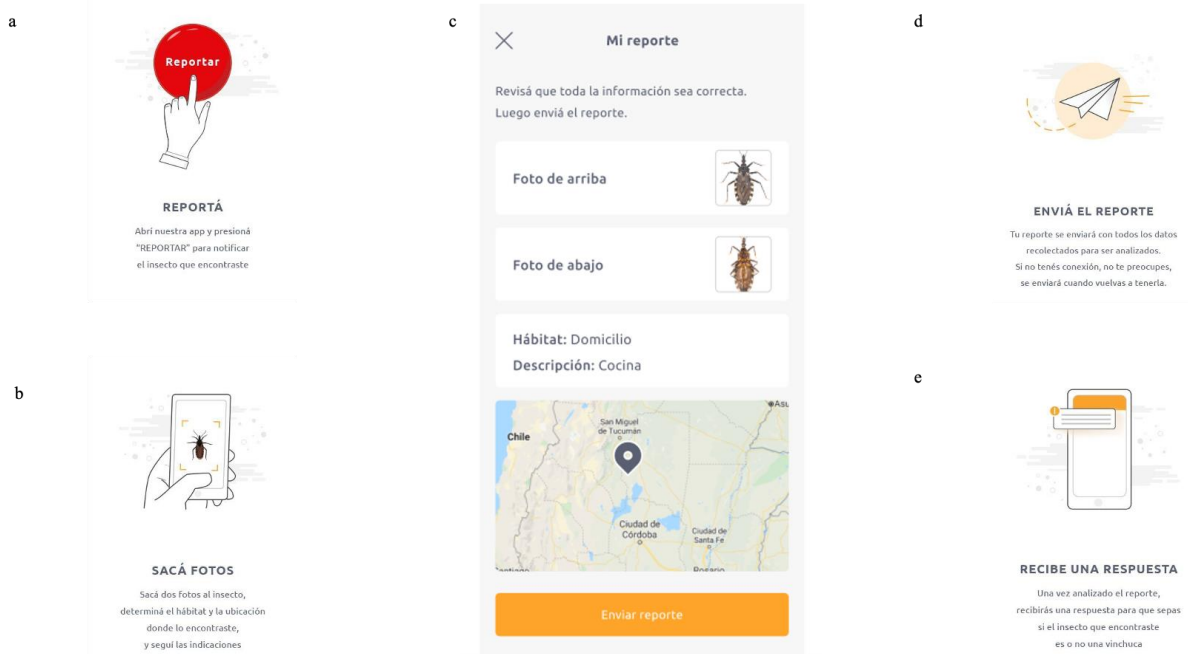 a
Reportar
REPORTÁ
Abrí nuestra app y presioná
"REPORTAR" para notificar
el insecto que encontraste
b
SACÁ FOTOS
Sacá dos fotos al insecto,
determiná el hábitat y la ubicación
donde lo encontraste,
y seguí las indicaciones
c
Mi reporte
Revisá que toda la información sea correcta.
Luego enviá el reporte.
Foto de arriba
Foto de abajo
Hábitat: Domicilio
Descripción: Cocina
Asu
San Miguel
de Tucumán
Chile
Ciudad de
Córdoba
Ciudad de
Santa Fe
Santiago
Rosario
Enviar reporte
d
ENVIÁ EL REPORTE
Tu reporte se enviará con todos los datos
recolectados para ser analizados.
Si no tenés conexión, no te preocupes,
se enviará cuando vuelvas a tenerla.
e
RECIBE UNA RESPUESTA
Una vez analizado el reporte,
recibirás una respuesta para que sepas
si el insecto que encontraste
es o no una vinchuca